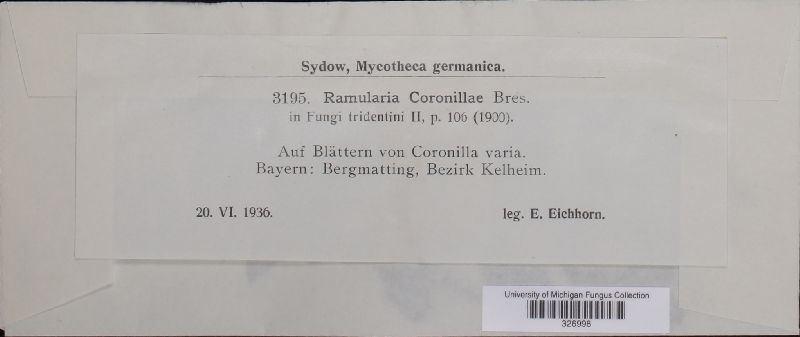 Sydow, Mycotheca germanica.
3195. Ramularia Coronillae Bres.
in Fungi tridentini II, p. 106 (1900).
Auf Blättern von Coronilla varia.
Bayern: Bergmatting, Bezirk Kelheim.
20. VI. 1936. leg. E. Eichhorn.
University of Michigan Fungus Collection
326998